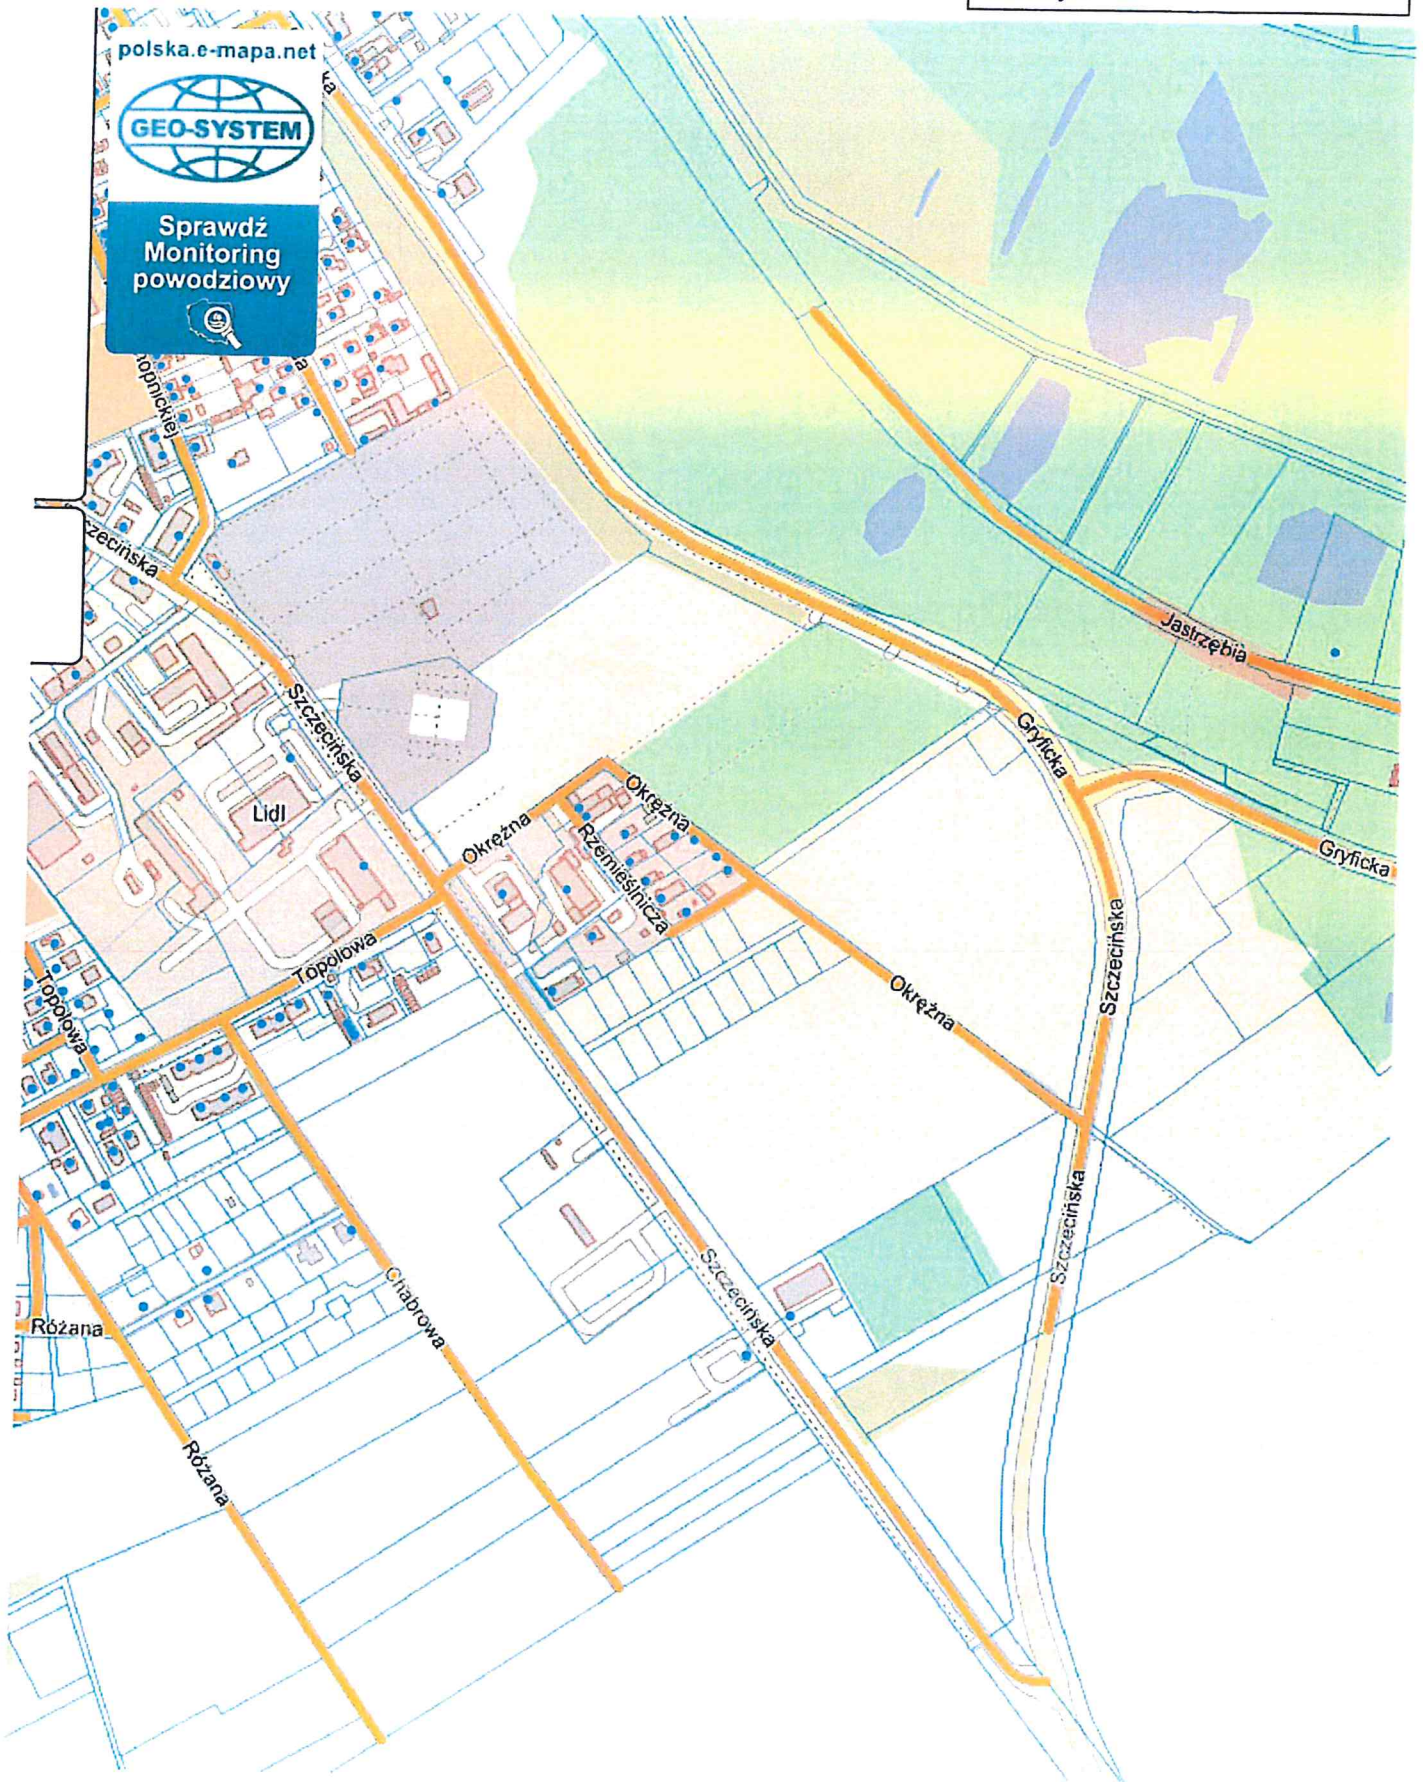 polska.e-mapa.net
GEO-SYSTEM
Sprawdź
Monitoring
powodziowy
Szczecińska
Jastrzębia
Gryficka
Gryficka
Lidl
Okrężna
Okrężna
Rzemieślnicza
Topolowa
Topolowa
Okrężna
Szczecińska
Szczecińska
Szczecińska
Chabrowa
Różana
Różana